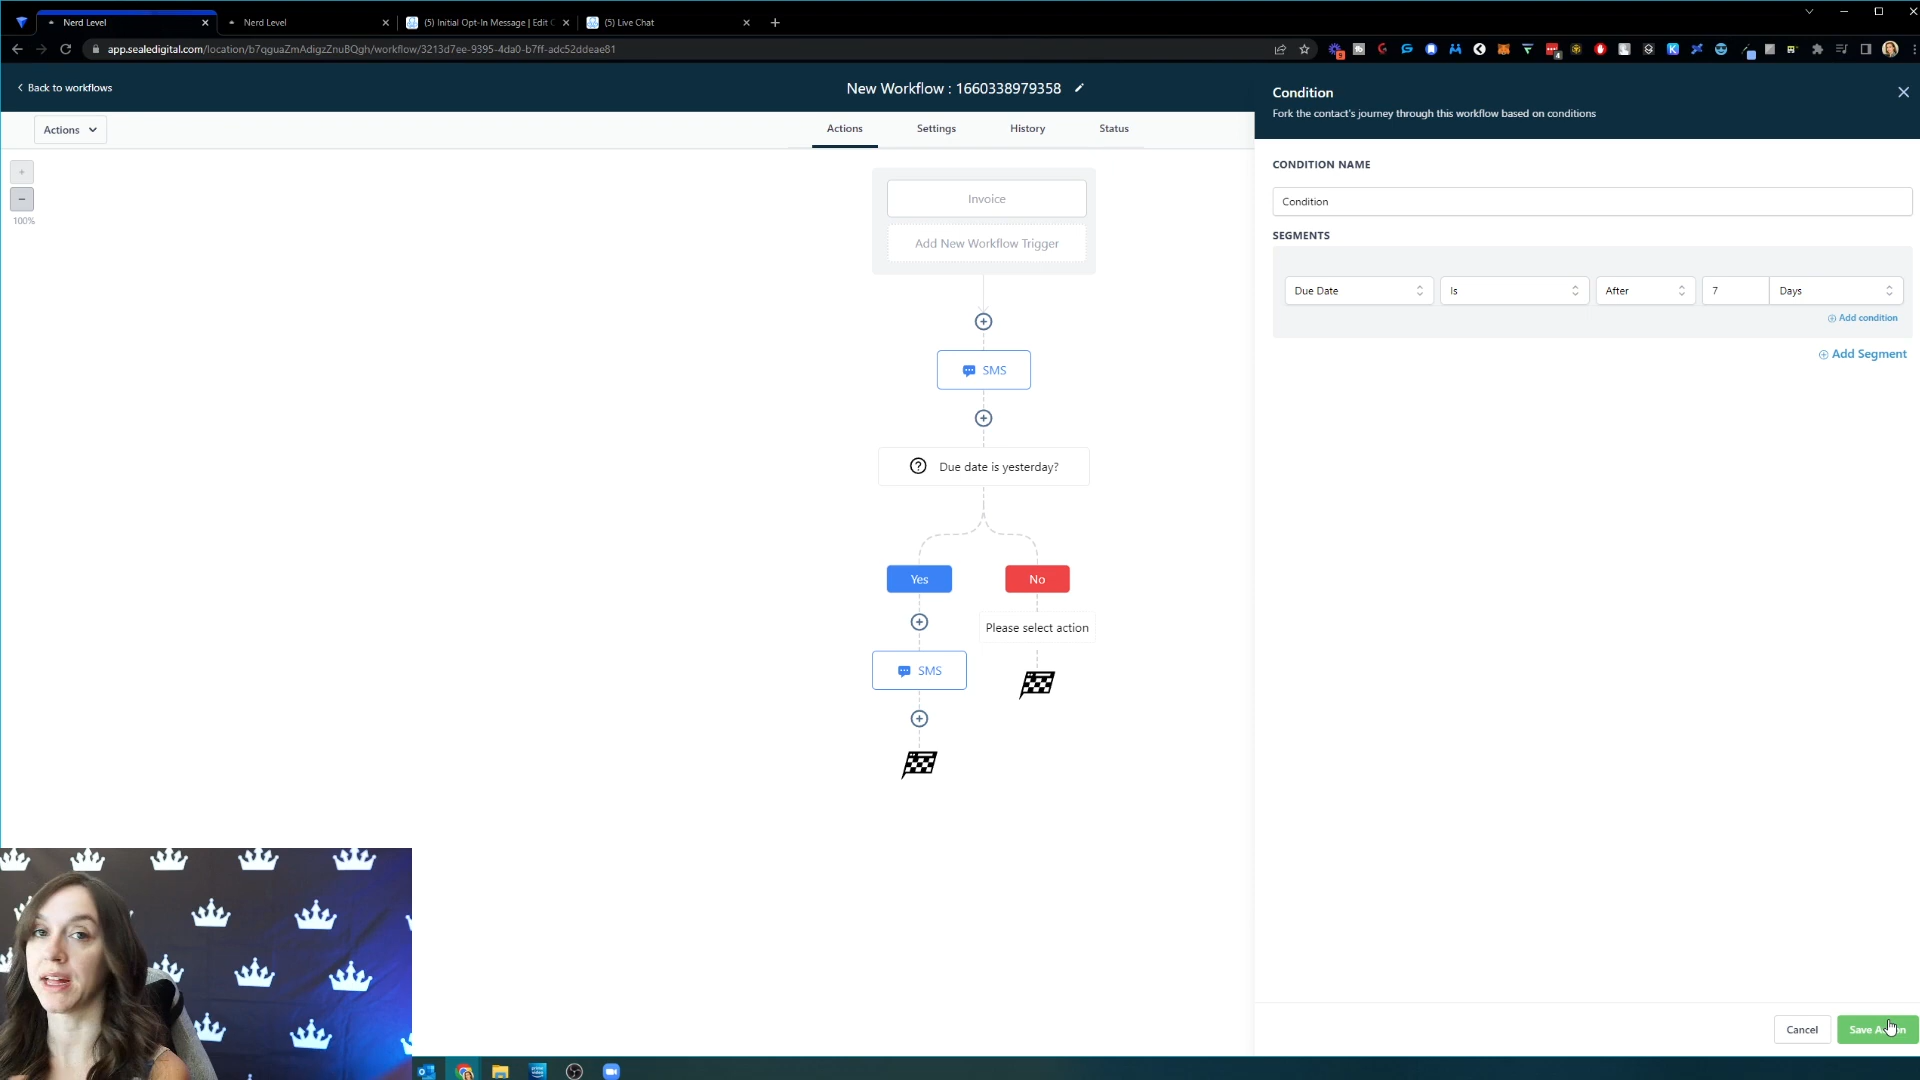 Nerd Level
Nerd Level
(5) Initial Opt-In Message | Edit C
(5) Live Chat
app.sealedigital.com/location/b7qguaZmAdigzZnuBQgh/workflow/3213d7ee-9395-4da0-b7ff-adc52ddeae81
Back to workflows
New Workflow : 1660338979358
Actions
Actions
Settings
History
Status
100%
Invoice
Add New Workflow Trigger
SMS
Due date is yesterday?
Yes
No
Please select action
SMS
Condition
Fork the contact's journey through this workflow based on conditions
CONDITION NAME
Condition
SEGMENTS
Due Date
Is
After
7
Days
Add condition
Add Segment
Cancel
Save